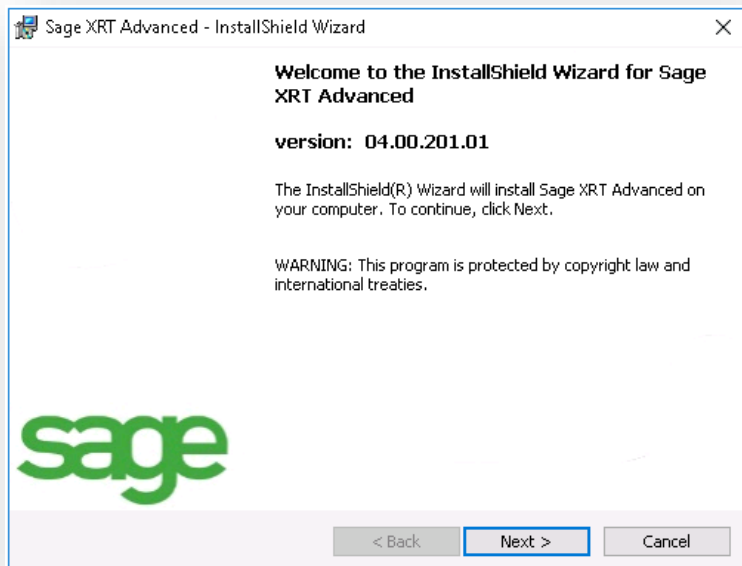 Sage XRT Advanced - InstallShield Wizard
Welcome to the InstallShield Wizard for Sage
XRT Advanced
version: 04.00.201.01
The InstallShield(R) Wizard will install Sage XRT Advanced on
your computer. To continue, click Next.
WARNING: This program is protected by copyright law and
international treaties.
sage
< Back Next > Cancel